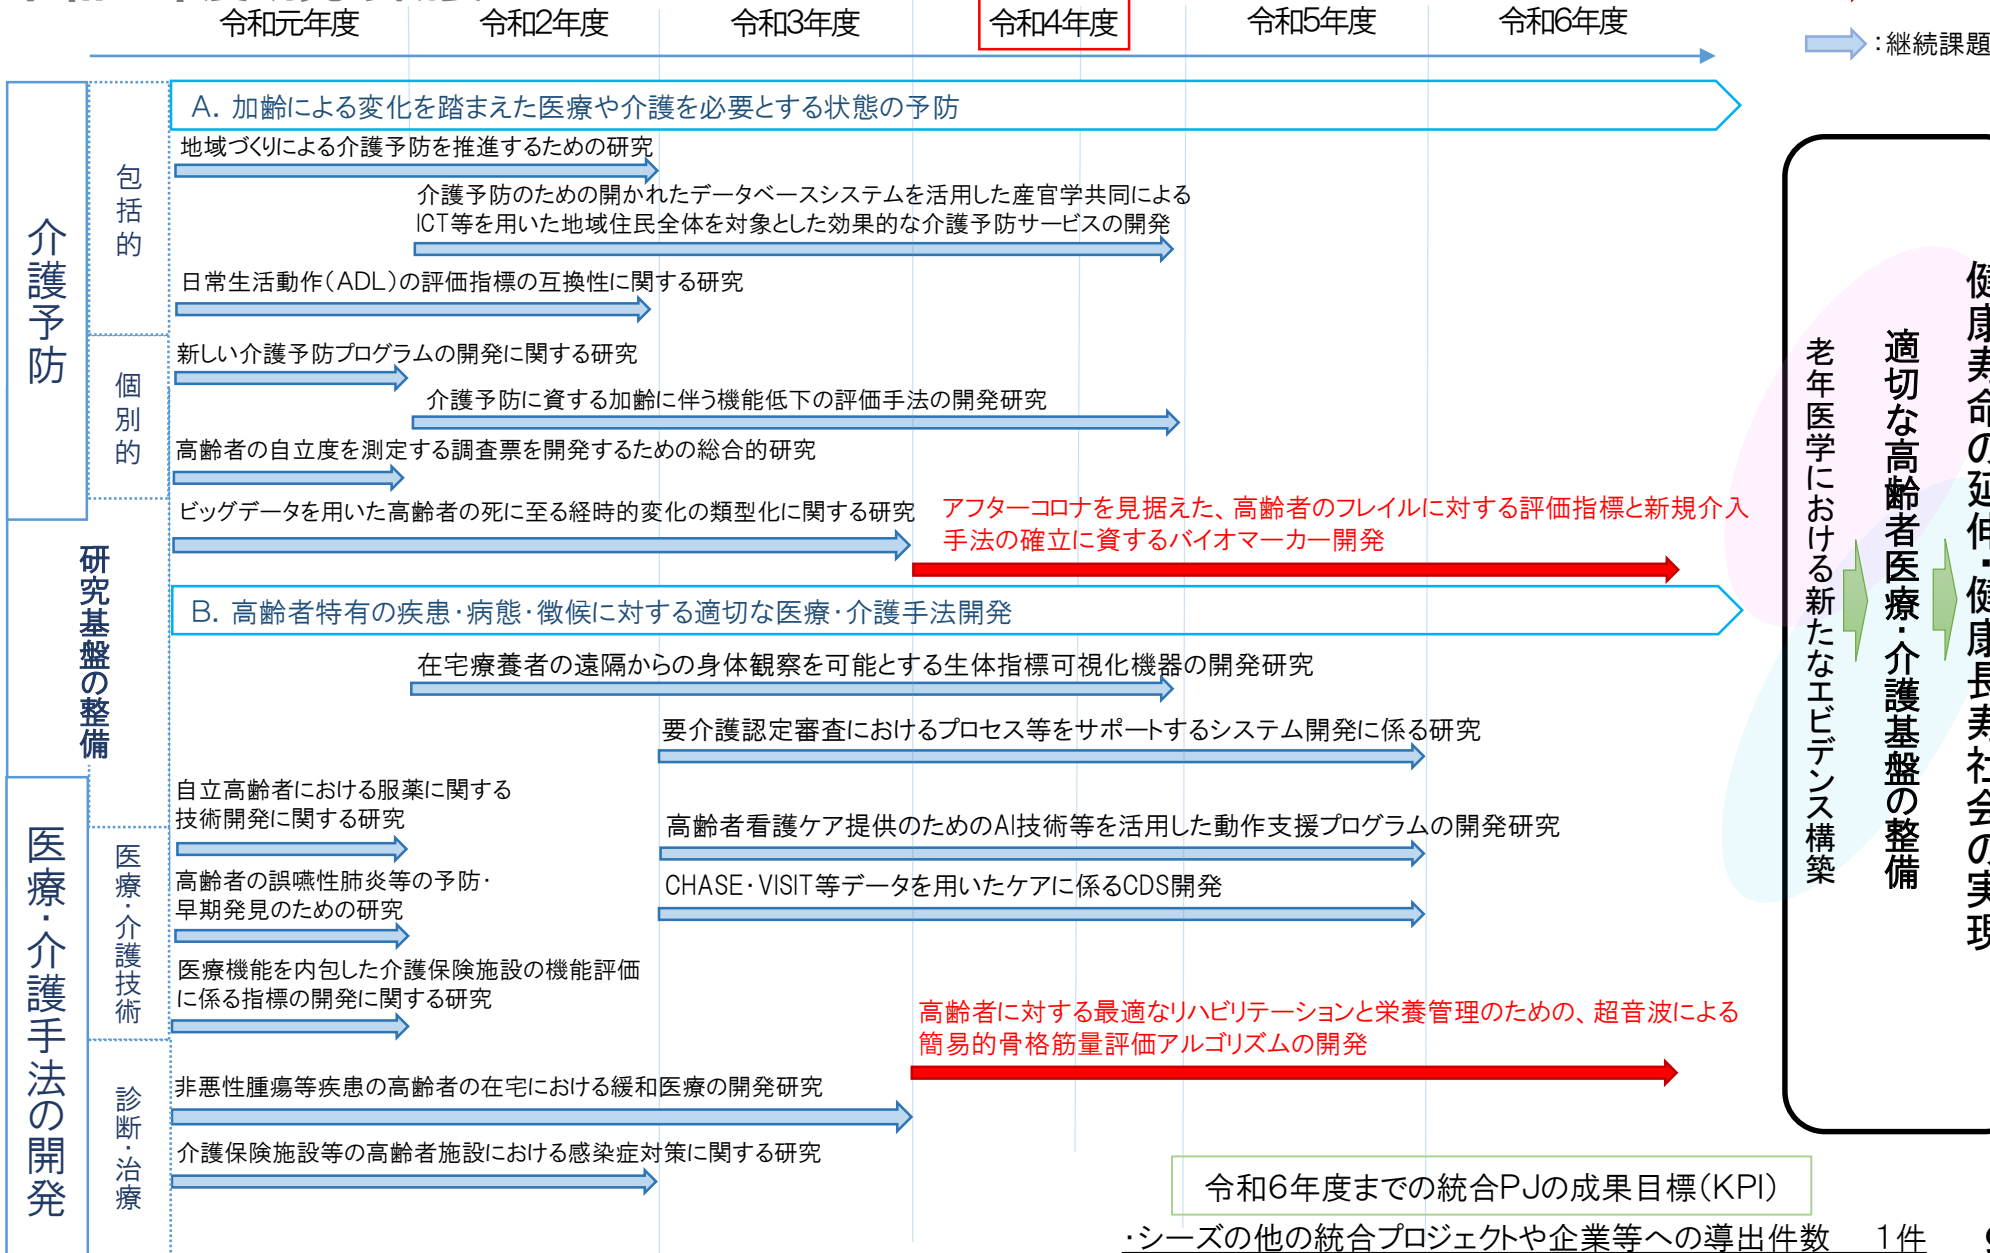 令和元年度
令和2年度
令和3年度
令和4年度
令和5年度
令和6年度
:継続課題
介護予防
包括的
個別的
研究基盤の整備
医療・介護手法の開発
医療・介護技術
診断・治療
A. 加齢による変化を踏まえた医療や介護を必要とする状態の予防
地域づくりによる介護予防を推進するための研究
介護予防のための開かれたデータベースシステムを活用した産官学共同による
ICT等を用いた地域住民全体を対象とした効果的な介護予防サービスの開発
日常生活動作(ADL)の評価指標の互換性に関する研究
新しい介護予防プログラムの開発に関する研究
介護予防に資する加齢に伴う機能低下の評価手法の開発研究
高齢者の自立度を測定する調査票を開発するための総合的研究
ビッグデータを用いた高齢者の死に至る経時的変化の類型化に関する研究
アフターコロナを見据えた、高齢者のフレイルに対する評価指標と新規介入
手法の確立に資するバイオマーカー開発
B. 高齢者特有の疾患・病態・徴候に対する適切な医療・介護手法開発
在宅療養者の遠隔からの身体観察を可能とする生体指標可視化機器の開発研究
要介護認定審査におけるプロセス等をサポートするシステム開発に係る研究
自立高齢者における服薬に関する
技術開発に関する研究
高齢者看護ケア提供のためのAI技術等を活用した動作支援プログラムの開発研究
高齢者の誤嚥性肺炎等の予防・
早期発見のための研究
CHASE・VISIT等データを用いたケアに係るCDS開発
医療機能を内包した介護保険施設の機能評価
に係る指標の開発に関する研究
高齢者に対する最適なリハビリテーションと栄養管理のための、超音波による
簡易的骨格筋量評価アルゴリズムの開発
非悪性腫瘍等疾患の高齢者の在宅における緩和医療の開発研究
介護保険施設等の高齢者施設における感染症対策に関する研究
老年医学における新たなエビデンス構築
適切な高齢者医療・介護基盤の整備
健康寿命の延伸・健康長寿社会の実現
令和6年度までの統合PJの成果目標(KPI)
・シーズの他の統合プロジェクトや企業等への導出件数 1件